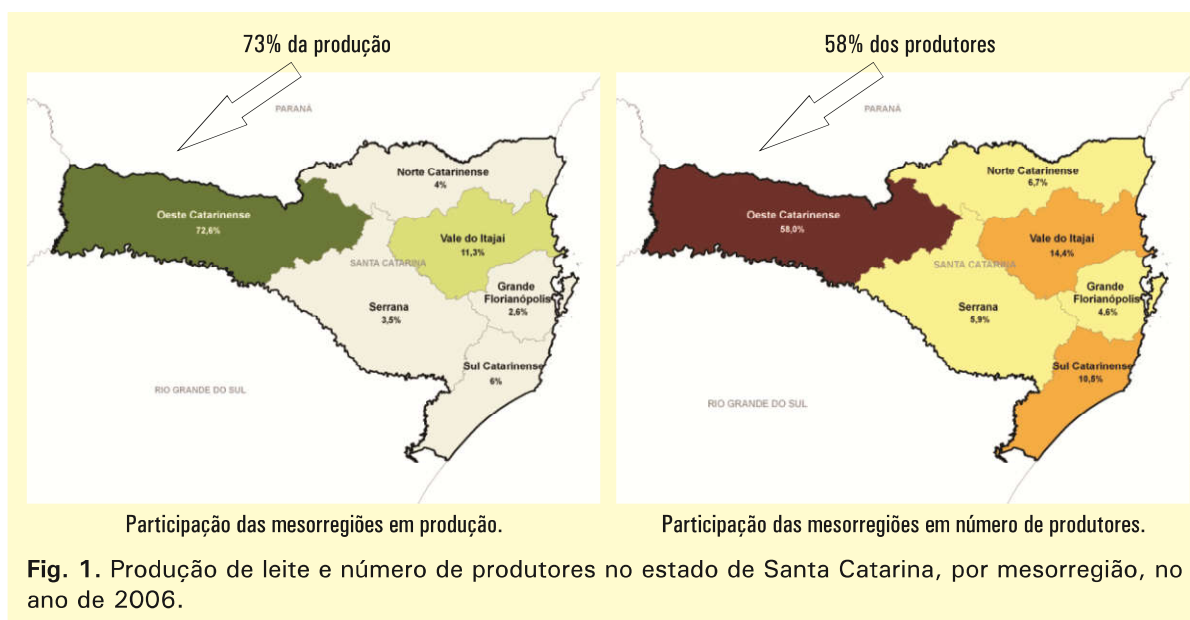 73% da produção
PARANÁ
Norte Catarinense
4%
Oeste Catarinense
72,6%
Vale do Itajaí
11,3%
SANTA CATARINA
Grande
Florianópolis
2,6%
Serrana
3,5%
Sul Catarinense
6%
RIO GRANDE DO SUL
Participação das mesorregiões em produção.
58% dos produtores
PARANÁ
Norte Catarinense
6,7%
Oeste Catarinense
58,0%
Vale do Itajaí
14,4%
SANTA CATARINA
Grande
Florianópolis
4,6%
Serrana
5,9%
Sul Catarinense
10,5%
RIO GRANDE DO SUL
Participação das mesorregiões em número de produtores.
Fig. 1. Produção de leite e número de produtores no estado de Santa Catarina, por mesorregião, no
ano de 2006.